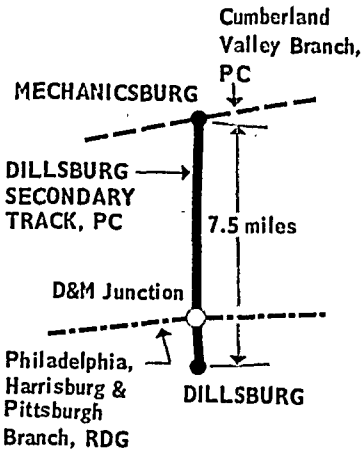 Cumberland
Valley Branch,
PC
MECHANICSBURG
DILLSBURG
SECONDARY
TRACK, PC
7.5 miles
D&M Junction
Philadelphia,
Harrisburg &
Pittsburgh
Branch, RDG
DILLSBURG